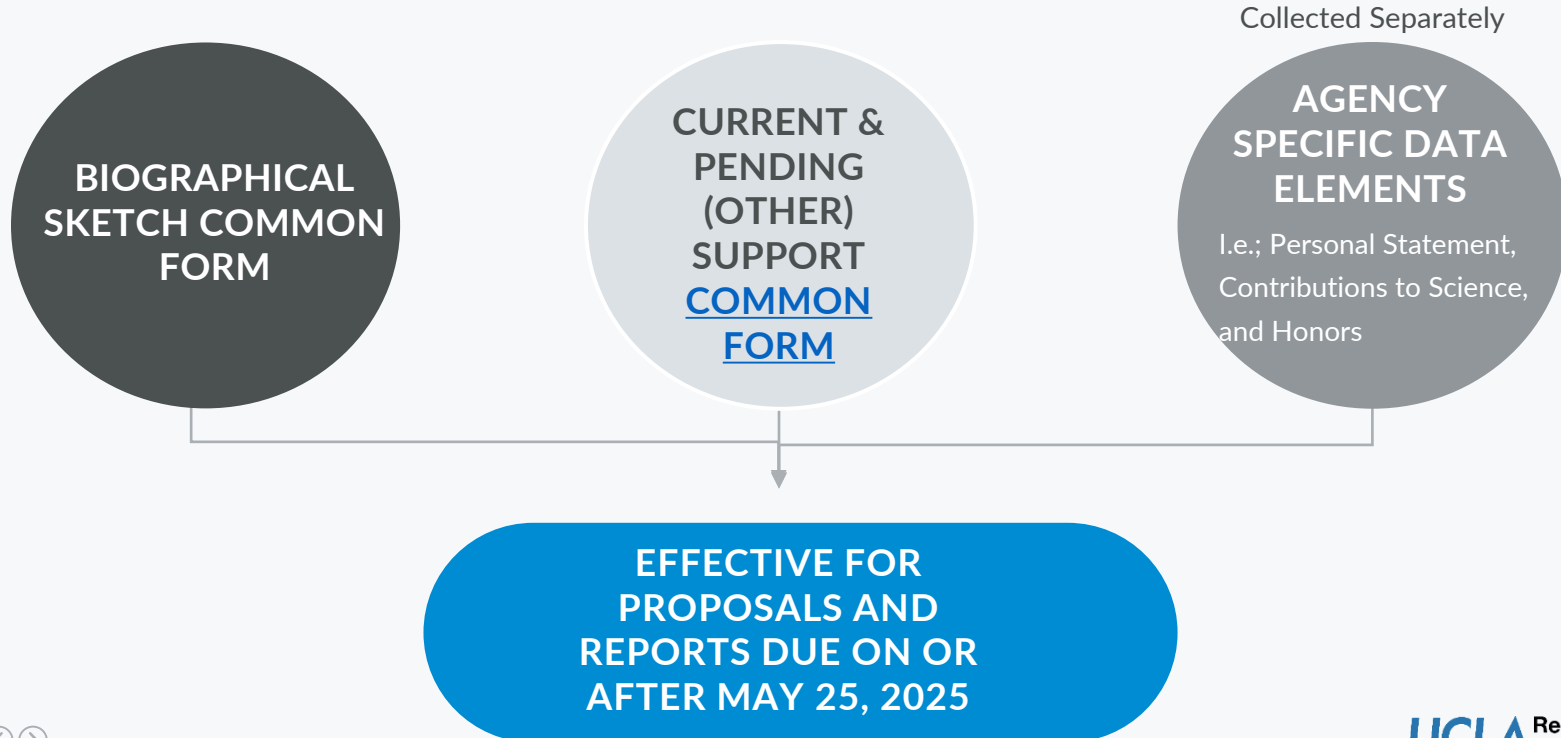 Collected Separately
BIOGRAPHICAL
SKETCH COMMON
FORM
CURRENT &
PENDING
(OTHER)
SUPPORT
COMMON
FORM
AGENCY
SPECIFIC DATA
ELEMENTS
I.e.; Personal Statement,
Contributions to Science,
and Honors
EFFECTIVE FOR
PROPOSALS AND
REPORTS DUE ON OR
AFTER MAY 25, 2025
UCLA